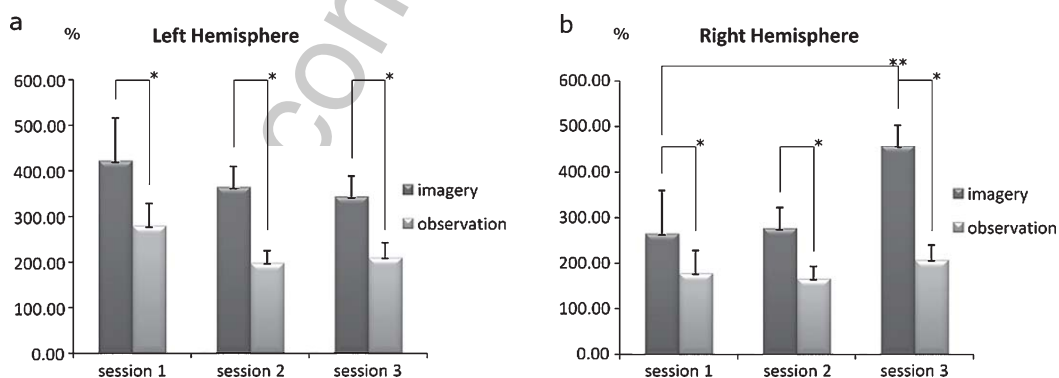 a
% Left Hemisphere
600.00
500.00
400.00
300.00
200.00
100.00
0.00
* * *
session 1 session 2 session 3
imagery
observation
b
% Right Hemisphere
600.00
500.00
400.00
300.00
200.00
100.00
0.00
** *
* *
session 1 session 2 session 3
imagery
observation
com